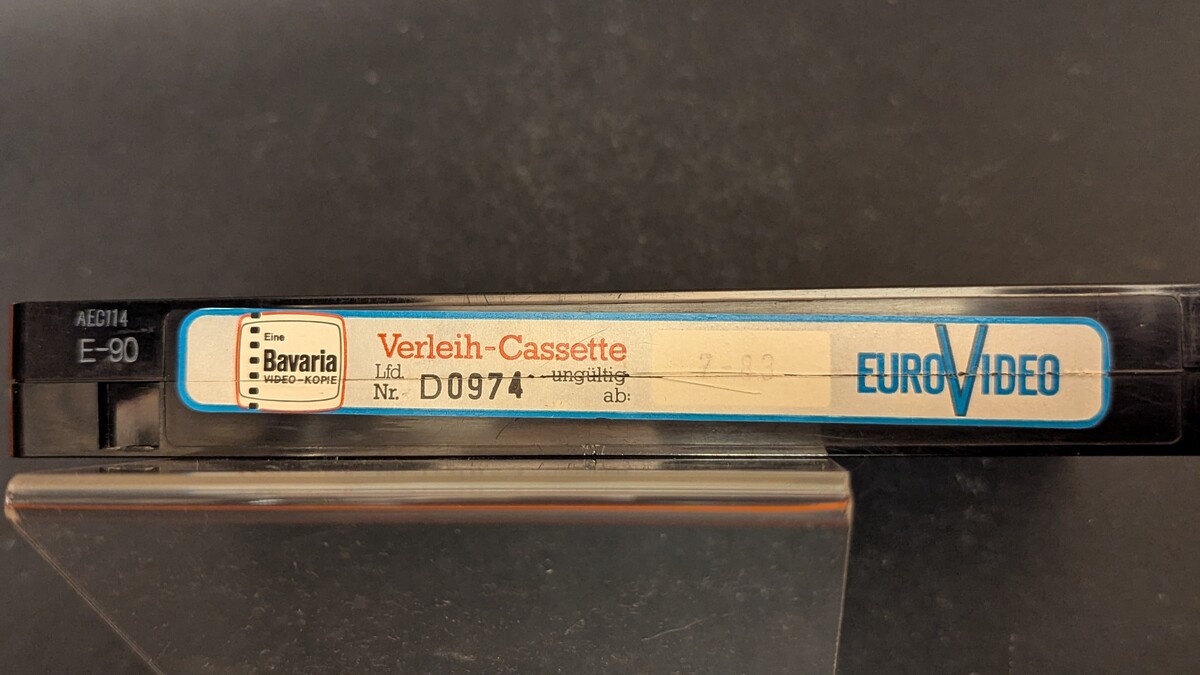 AEC114
E-90
Eine
Bavaria
VIDEO-KOPIE
Verleih-Cassette
Lfd.
Nr. D0974
ungültig
ab:
EUROVIDEO